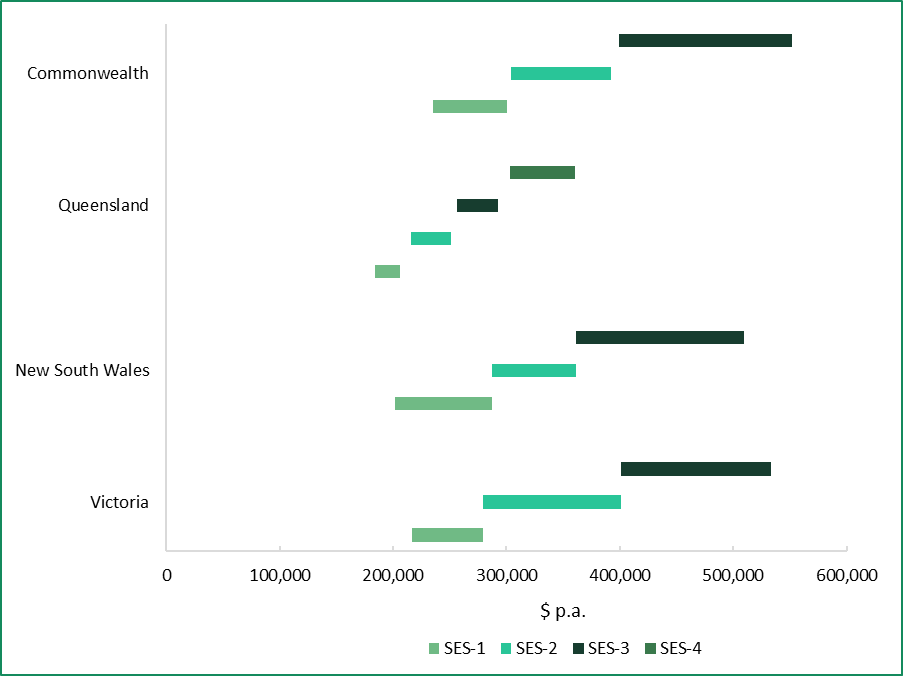 Commonwealth
Queensland
New South Wales
Victoria
0 100,000 200,000 300,000 400,000 500,000 600,000
$ p.a.
SES-1 SES-2 SES-3 SES-4